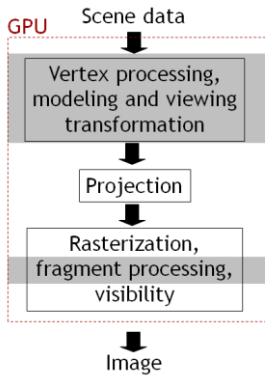 Scene data
GPU
Vertex processing,
modeling and viewing
transformation
Projection
Rasterization,
fragment processing,
visibility
Image